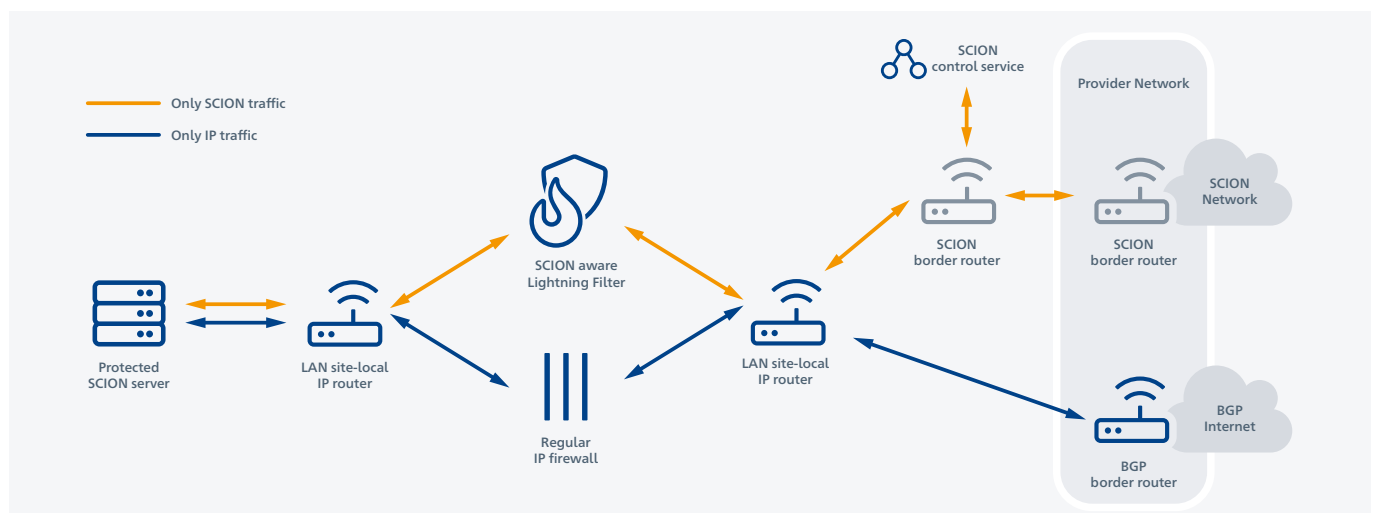 SCION
control service
Provider Network
Only SCION traffic
Only IP traffic
SCION
Network
SCION
border router
SCION
border router
SCION aware
Lightning Filter
Protected
SCION server
LAN site-local
IP router
LAN site-local
IP router
Regular
IP firewall
BGP
Internet
BGP
border router